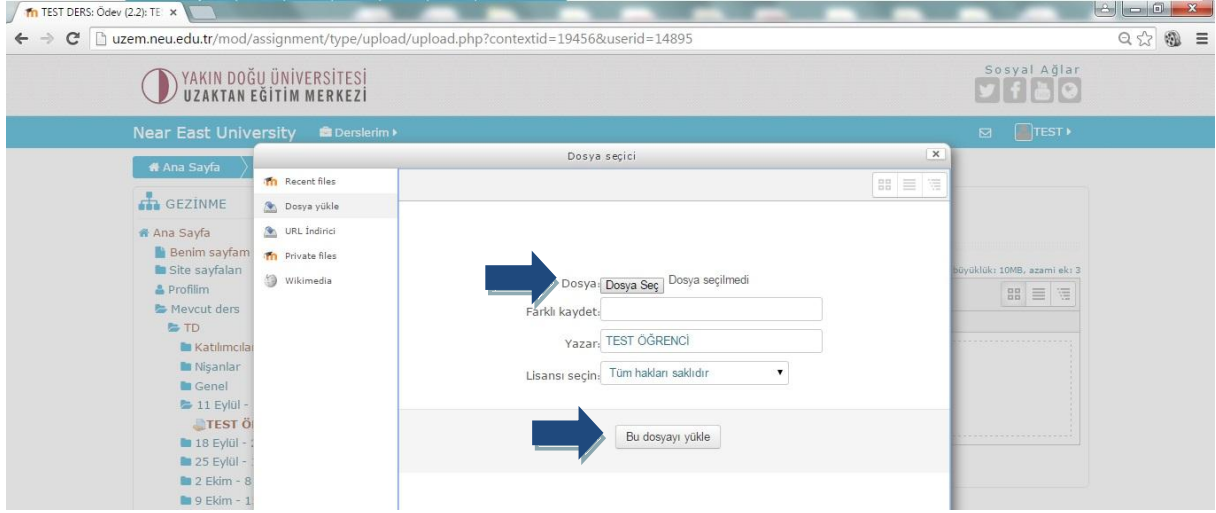 TEST DERS: Ödev (2.2): TE
uzem.neu.edu.tr/mod/assignment/type/upload/upload.php?contextid=19456&userid=14895
YAKIN DOĞU ÜNİVERSİTESİ
UZAKTAN EĞİTİM MERKEZİ
Sosyal Ağlar
Near East University
Derslerim
TEST
Ana Sayfa
GEZİNME
Ana Sayfa
Benim sayfam
Site sayfaları
Profilim
Mevcut ders
TD
Katılımcılar
Nişanlar
Genel
11 Eylül -
TEST Ö
18 Eylül -
25 Eylül -
2 Ekim - 8
9 Ekim - 1
Dosya seçici
Recent files
Dosya yükle
URL İndirici
Private files
Wikimedia
Dosya: Dosya Seç Dosya seçilmedi
Farklı kaydet:
Yazar: TEST ÖĞRENCİ
Lisansı seçin: Tüm hakları saklıdır
Bu dosyayı yükle
büyüklük: 10MB, azami ek: 3